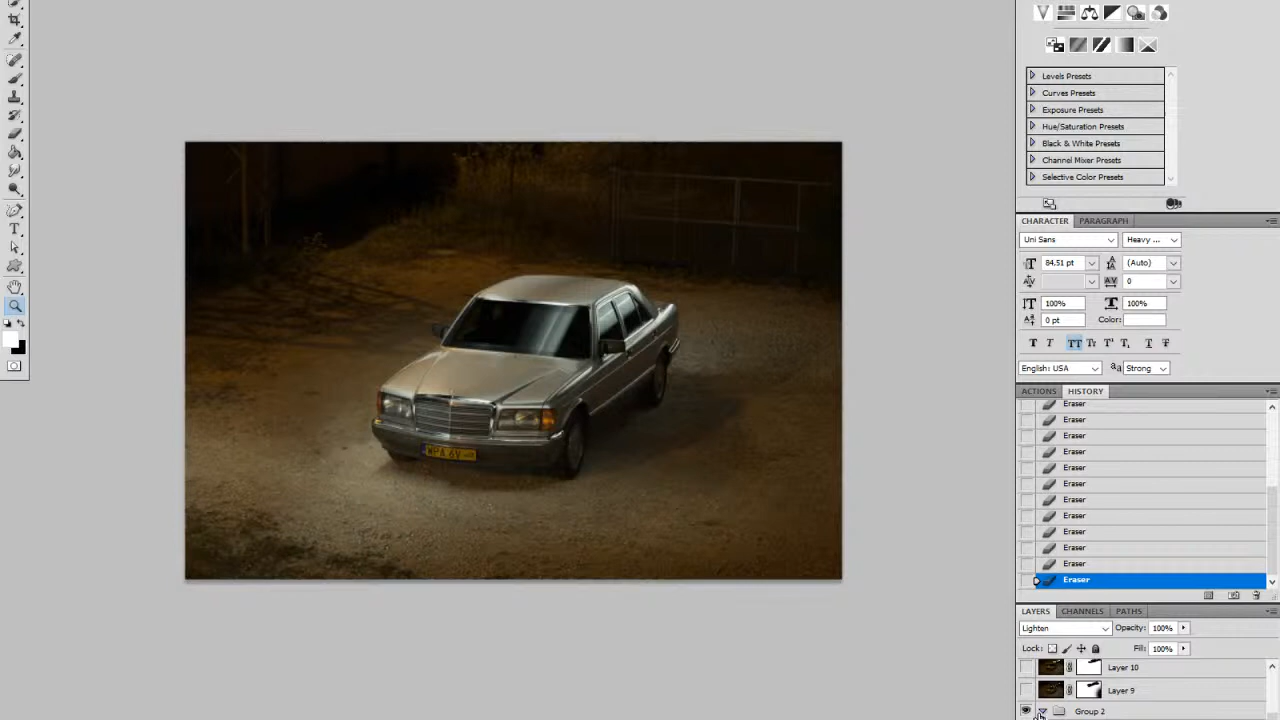 Levels Presets
Curves Presets
Exposure Presets
Hue/Saturation Presets
Black & White Presets
Channel Mixer Presets
Selective Color Presets
CHARACTER PARAGRAPH
Uni Sans Heavy ...
84.51 pt (Auto)
0
100% 100%
0 pt Color:
English: USA Strong
ACTIONS HISTORY
Eraser
Eraser
Eraser
Eraser
Eraser
Eraser
Eraser
Eraser
Eraser
Eraser
Eraser
Eraser
LAYERS CHANNELS PATHS
Lighten Opacity: 100%
Lock: Fill: 100%
Layer 10
Layer 9
Group 2
WPA 6V